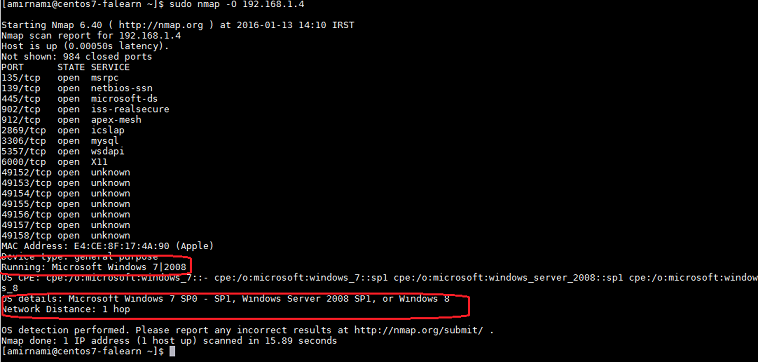 [amirnami@centos7-falearn ~]$ sudo nmap -O 192.168.1.4
Starting Nmap 6.40 ( http://nmap.org ) at 2016-01-13 14:10 IRST
Nmap scan report for 192.168.1.4
Host is up (0.00050s latency).
Not shown: 984 closed ports
PORT      STATE SERVICE
135/tcp   open  msrpc
139/tcp   open  netbios-ssn
445/tcp   open  microsoft-ds
902/tcp   open  iss-realsecure
912/tcp   open  apex-mesh
2869/tcp  open  icslap
3306/tcp  open  mysql
5357/tcp  open  wsdapi
6000/tcp  open  X11
49152/tcp open  unknown
49153/tcp open  unknown
49154/tcp open  unknown
49155/tcp open  unknown
49156/tcp open  unknown
49157/tcp open  unknown
49158/tcp open  unknown
MAC Address: E4:CE:8F:17:4A:90 (Apple)
Device type: general purpose
Running: Microsoft Windows 7|2008
OS CPE: cpe:/o:microsoft:windows_7::- cpe:/o:microsoft:windows_7::sp1 cpe:/o:microsoft:windows_server_2008::sp1 cpe:/o:microsoft:window
s_8
OS details: Microsoft Windows 7 SP0 - SP1, Windows Server 2008 SP1, or Windows 8
Network Distance: 1 hop
OS detection performed. Please report any incorrect results at http://nmap.org/submit/ .
Nmap done: 1 IP address (1 host up) scanned in 15.89 seconds
[amirnami@centos7-falearn ~]$